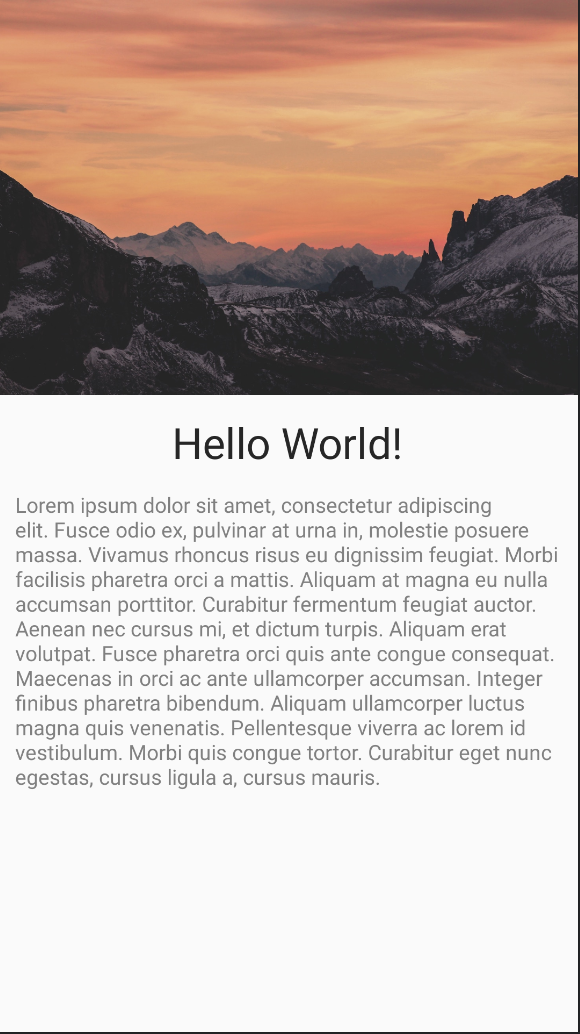 Hello World!
Lorem ipsum dolor sit amet, consectetur adipiscing
elit. Fusce odio ex, pulvinar at urna in, molestie posuere
massa. Vivamus rhoncus risus eu dignissim feugiat. Morbi
facilisis pharetra orci a mattis. Aliquam at magna eu nulla
accumsan porttitor. Curabitur fermentum feugiat auctor.
Aenean nec cursus mi, et dictum turpis. Aliquam erat
volutpat. Fusce pharetra orci quis ante congue consequat.
Maecenas in orci ac ante ullamcorper accumsan. Integer
finibus pharetra bibendum. Aliquam ullamcorper luctus
magna quis venenatis. Pellentesque viverra ac lorem id
vestibulum. Morbi quis congue tortor. Curabitur eget nunc
egestas, cursus ligula a, cursus mauris.